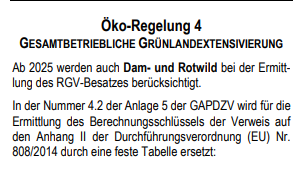 Öko-Regelung 4
GESAMTBETRIEBLICHE GRÜNLANDEXTENSIVIERUNG
Ab 2025 werden auch Dam- und Rotwild bei der Ermitt-
lung des RGV-Besatzes berücksichtigt.
In der Nummer 4.2 der Anlage 5 der GAPDZV wird für die
Ermittlung des Berechnungsschlüssels der Verweis auf
den Anhang II der Durchführungsverordnung (EU) Nr.
808/2014 durch eine feste Tabelle ersetzt: